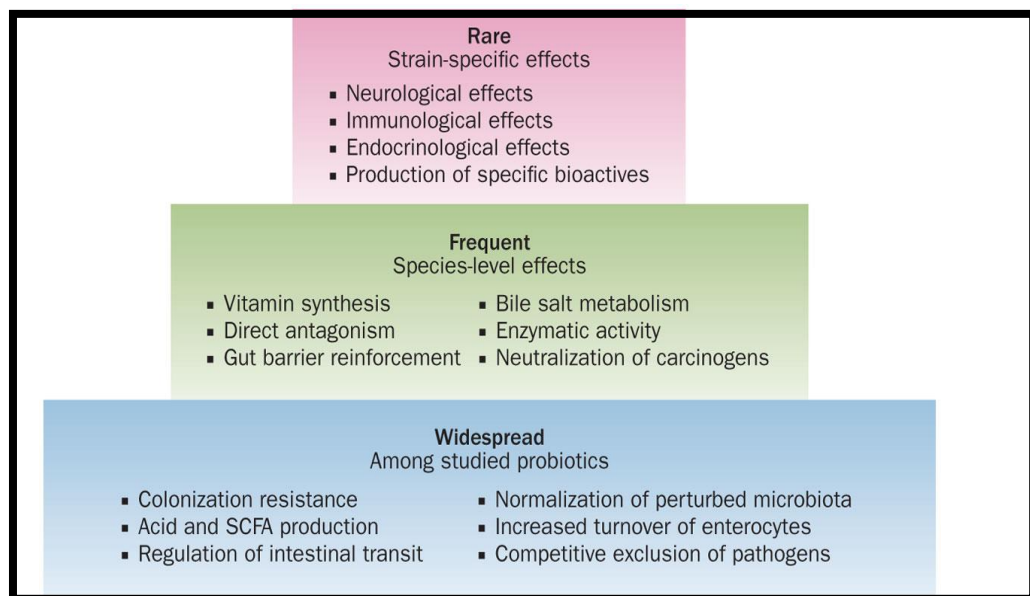 Rare
Strain-specific effects
▪ Neurological effects
▪ Immunological effects
▪ Endocrinological effects
▪ Production of specific bioactives
Frequent
Species-level effects
▪ Vitamin synthesis
▪ Direct antagonism
▪ Gut barrier reinforcement
▪ Bile salt metabolism
▪ Enzymatic activity
▪ Neutralization of carcinogens
Widespread
Among studied probiotics
▪ Colonization resistance
▪ Acid and SCFA production
▪ Regulation of intestinal transit
▪ Normalization of perturbed microbiota
▪ Increased turnover of enterocytes
▪ Competitive exclusion of pathogens